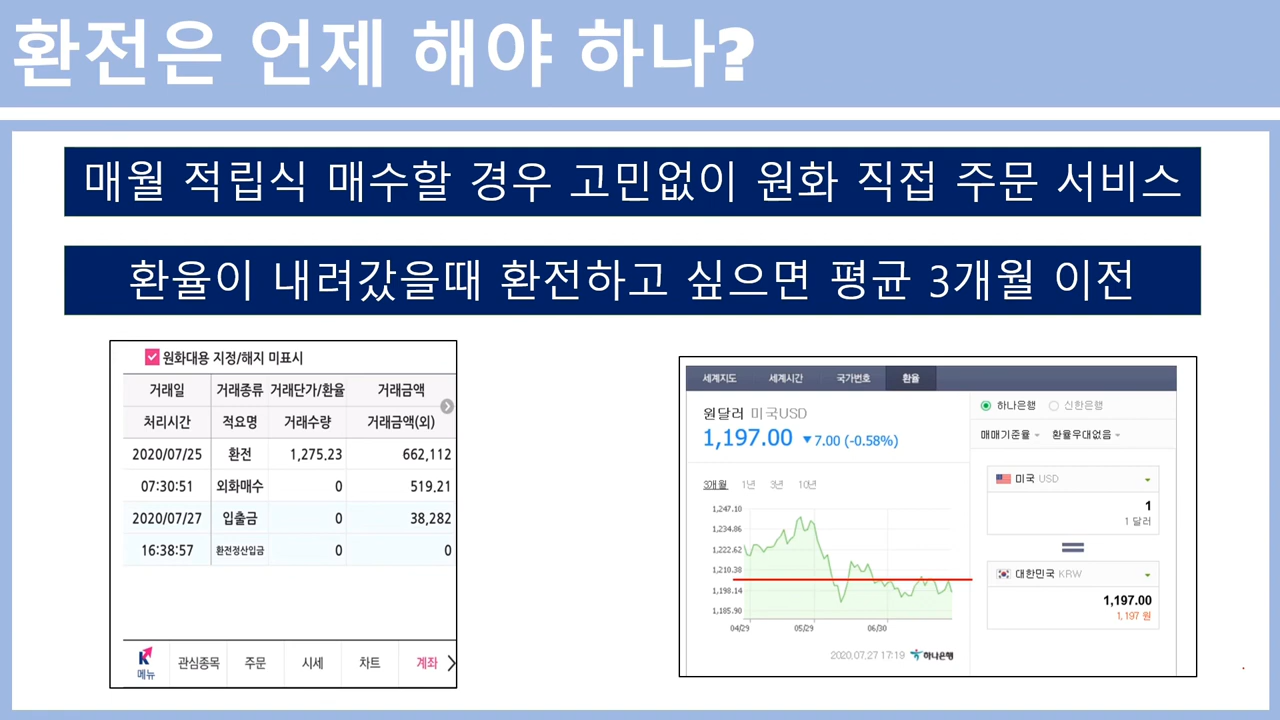 환전은 언제 해야 하나?
매월 적립식 매수할 경우 고민없이 원화 직접 주문 서비스
환율이 내려갔을때 환전하고 싶으면 평균 3개월 이전
원화대용 지정/해지 미표시
거래일 거래종류 거래단가/환율 거래금액
처리시간 적요명 거래수량 거래금액(외)
2020/07/25 환전 1,275.23 662,112
07:30:51 외화매수 0 519.21
2020/07/27 입출금 0 38,282
16:38:57 환전정산입금 0 0
메뉴 관심종목 주문 시세 차트 계좌
세계지도 세계시간 국가번호 환율
원달러 미국USD
1,197.00 ▼7.00 (-0.58%)
3개월 1년 3년 10년
1,247.10
1,234.86
1,222.62
1,210.38
1,198.14
1,185.90
04/29 05/29 06/30
2020.07.27 17:19 하나은행
하나은행 신한은행
매매기준율 환율우대없음
미국 USD
1
1 달러
대한민국 KRW
1,197.00
1,197 원